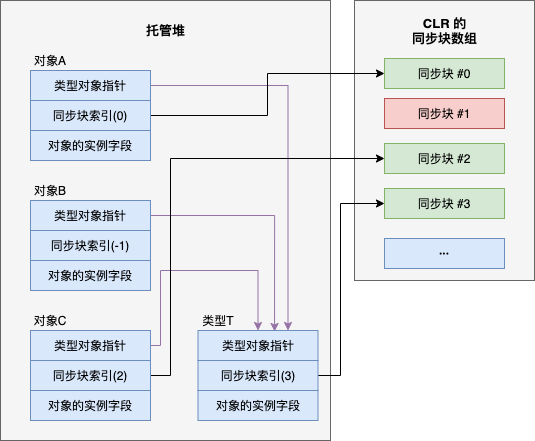 托管堆
CLR 的
同步块数组
对象A
类型对象指针
同步块索引(0)
对象的实例字段
对象B
类型对象指针
同步块索引(-1)
对象的实例字段
对象C
类型对象指针
同步块索引(2)
对象的实例字段
类型T
类型对象指针
同步块索引(3)
对象的实例字段
同步块 #0
同步块 #1
同步块 #2
同步块 #3
...